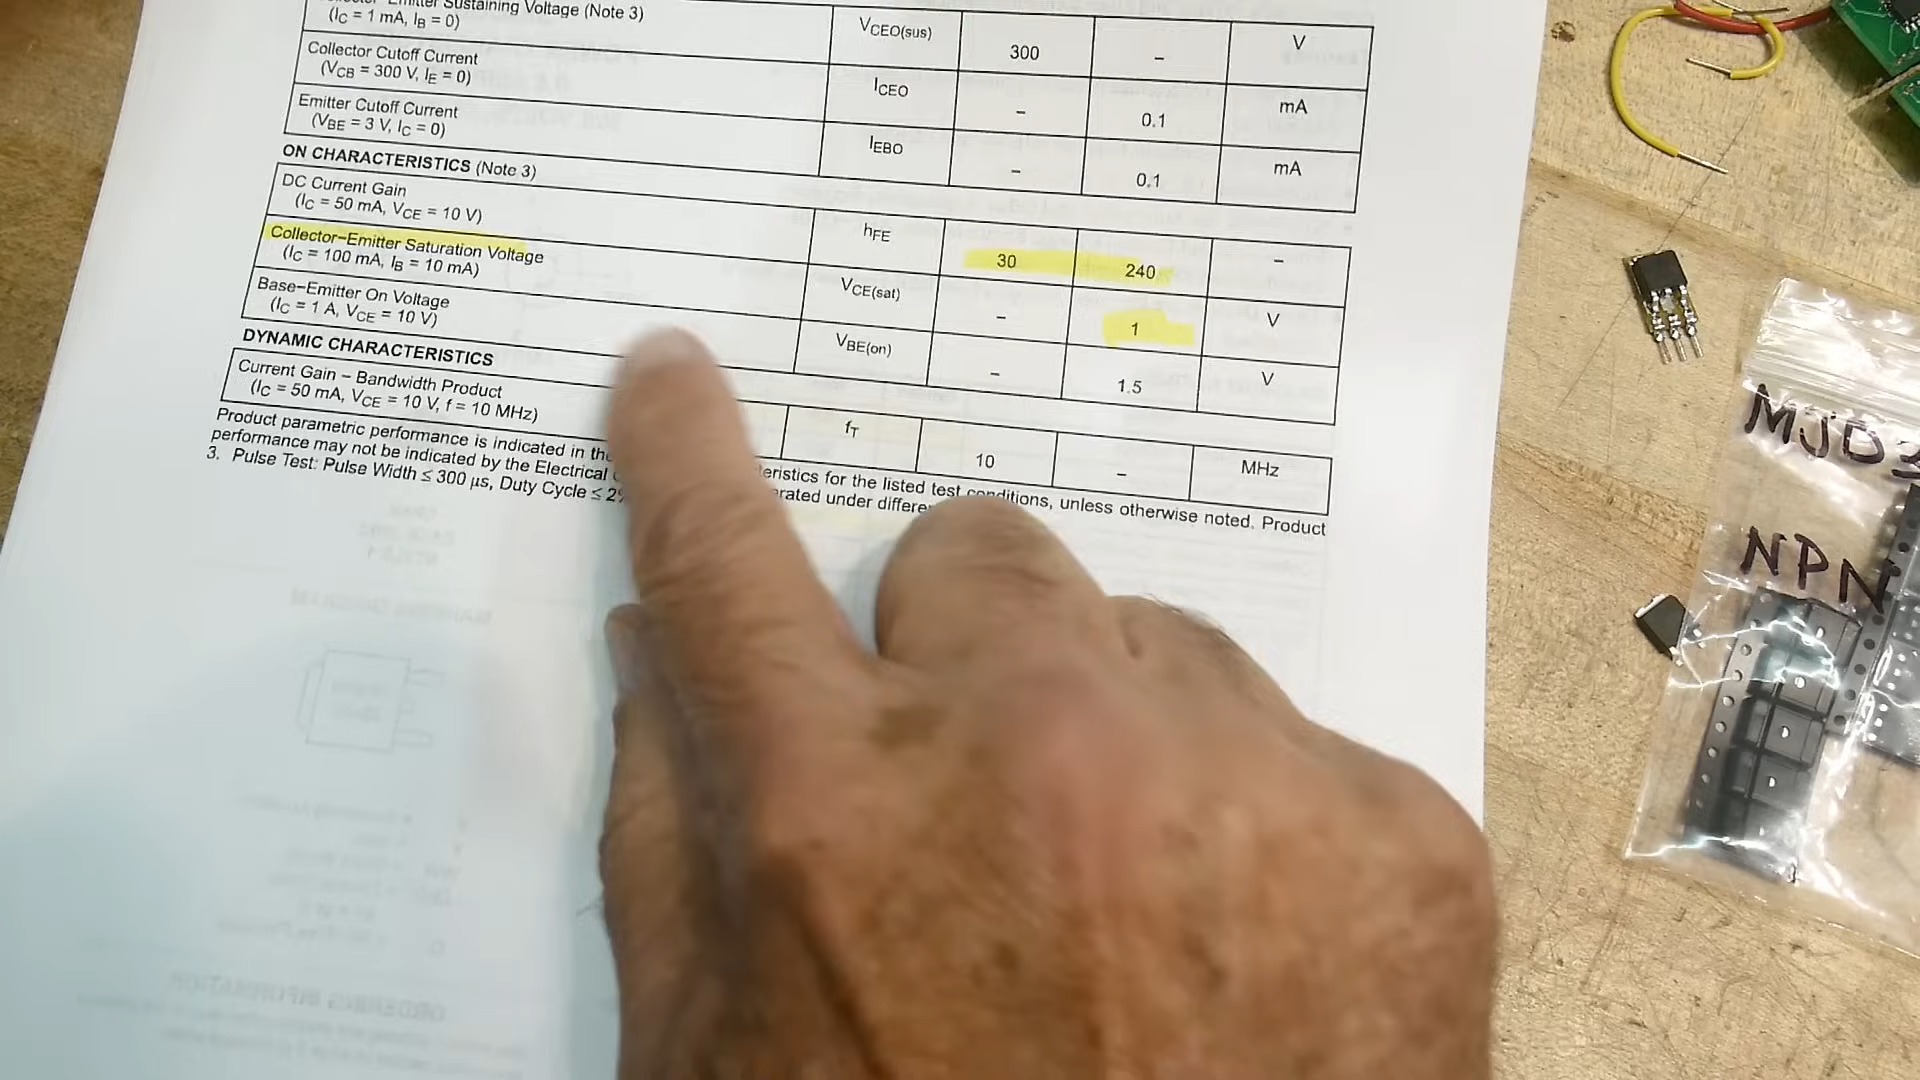 Emitter Sustaining Voltage (Note 3)
(IC = 1 mA, IB = 0)
VCEO(sus)
300
–
V
Collector Cutoff Current
(VCB = 300 V, IE = 0)
ICEO
–
0.1
mA
Emitter Cutoff Current
(VBE = 3 V, IC = 0)
IEBO
–
0.1
mA
ON CHARACTERISTICS (Note 3)
DC Current Gain
(IC = 50 mA, VCE = 10 V)
hFE
30
240
–
Collector–Emitter Saturation Voltage
(IC = 100 mA, IB = 10 mA)
VCE(sat)
–
1
V
Base–Emitter On Voltage
(IC = 1 A, VCE = 10 V)
VBE(on)
–
1.5
V
DYNAMIC CHARACTERISTICS
Current Gain – Bandwidth Product
(IC = 50 mA, VCE = 10 V, f = 10 MHz)
fT
10
–
MHz
Product parametric performance is indicated in the for the listed test conditions, unless otherwise noted. Product
performance may not be indicated by the Electrical under
3. Pulse Test: Pulse Width ≤ 300 μs, Duty Cycle ≤
MJD3
NPN
ORDERING INFORMATION
MARKING DIAGRAM